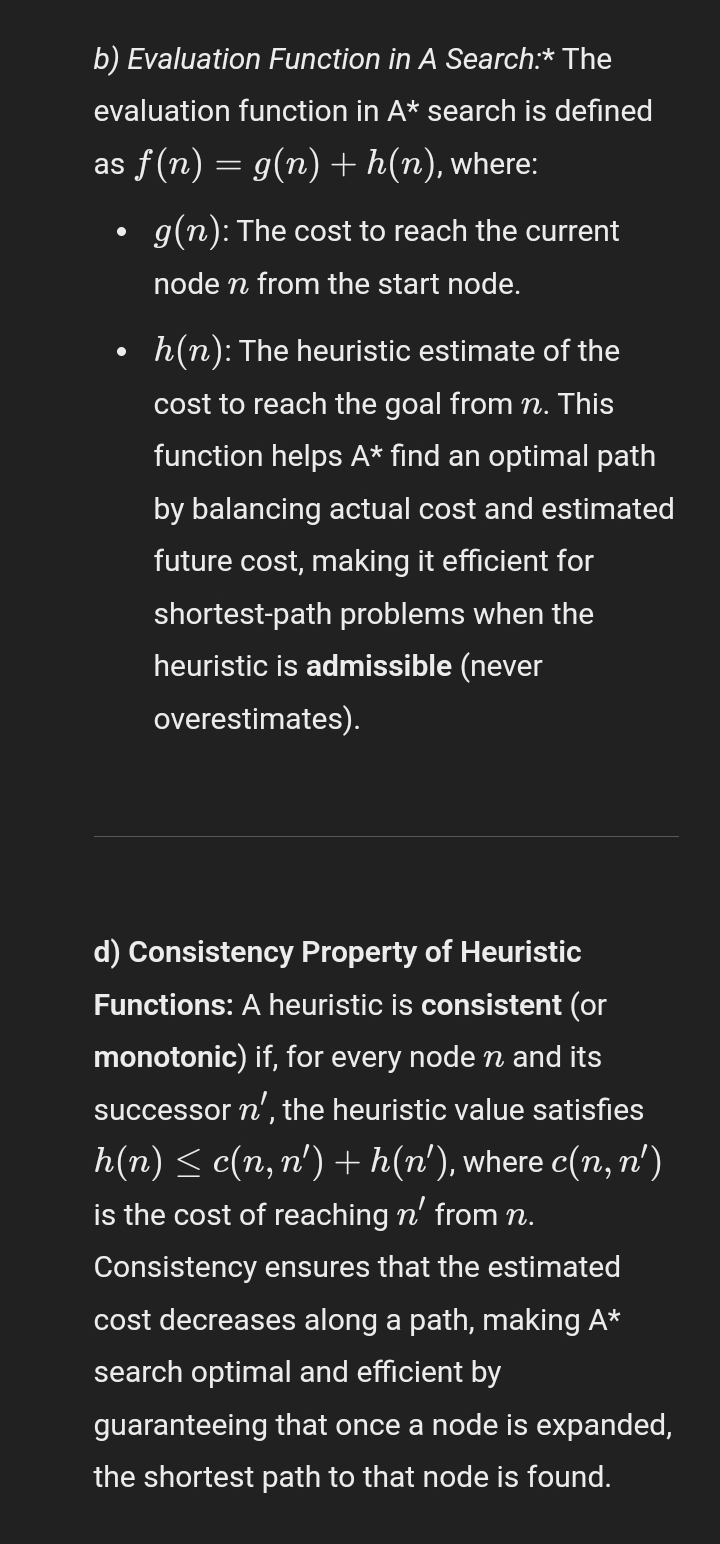 b) Evaluation Function in A Search:* The
evaluation function in A* search is defined
as f(n) = g(n) + h(n), where:
• g(n): The cost to reach the current
node n from the start node.
• h(n): The heuristic estimate of the
cost to reach the goal from n. This
function helps A* find an optimal path
by balancing actual cost and estimated
future cost, making it efficient for
shortest-path problems when the
heuristic is admissible (never
overestimates).
d) Consistency Property of Heuristic
Functions: A heuristic is consistent (or
monotonic) if, for every node n and its
successor n′, the heuristic value satisfies
h(n) ≤ c(n, n′) + h(n′), where c(n, n′)
is the cost of reaching n′ from n.
Consistency ensures that the estimated
cost decreases along a path, making A*
search optimal and efficient by
guaranteeing that once a node is expanded,
the shortest path to that node is found.